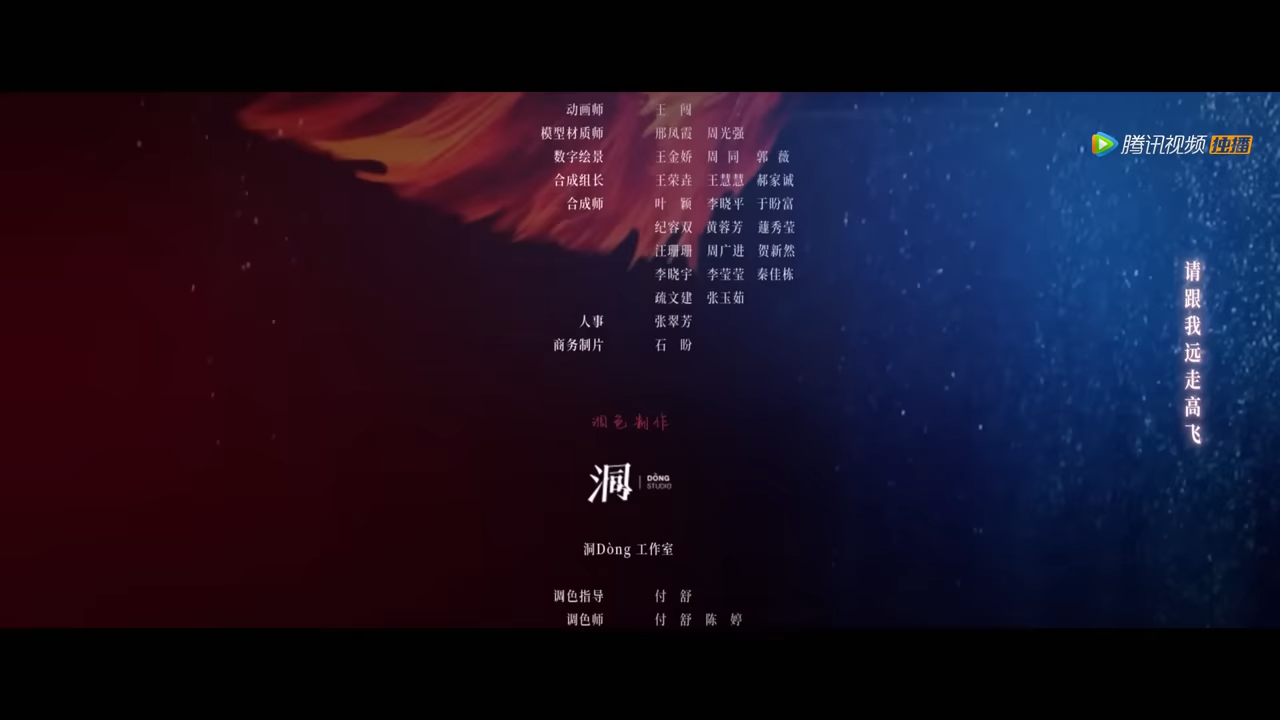 动画师 王 闯
模型材质师 邢凤霞 周光强
数字绘景 王金娇 周 同 郭 薇
合成组长 王荣垚 王慧慧 郝家诚
合成师 叶 颖 李晓平 于盼富
纪容双 黄蓉芳 蘧秀莹
汪珊珊 周广进 贺新然
李晓宇 李莹莹 秦佳栋
疏文建 张玉茹
人事 张翠芳
商务制片 石 盼
调色制作
洞 DÒNG
STUDIO
洞Dòng 工作室
调色指导 付 舒
调色师 付 舒 陈 婷
腾讯视频 独播
请跟我远走高飞